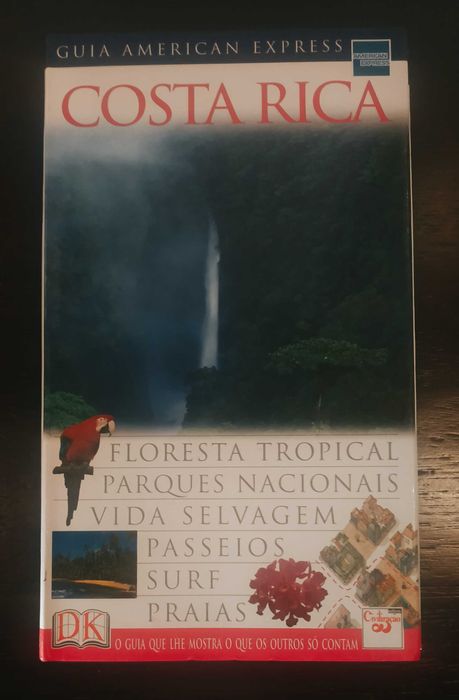 GUIA AMERICAN EXPRESS
AMERICAN
EXPRESS
COSTA RICA
FLORESTA TROPICAL
PARQUES NACIONAIS
VIDA SELVAGEM
PASSEIOS
SURF
PRAIAS
DK
O GUIA QUE LHE MOSTRA O QUE OS OUTROS SÓ CONTAM
Civilização